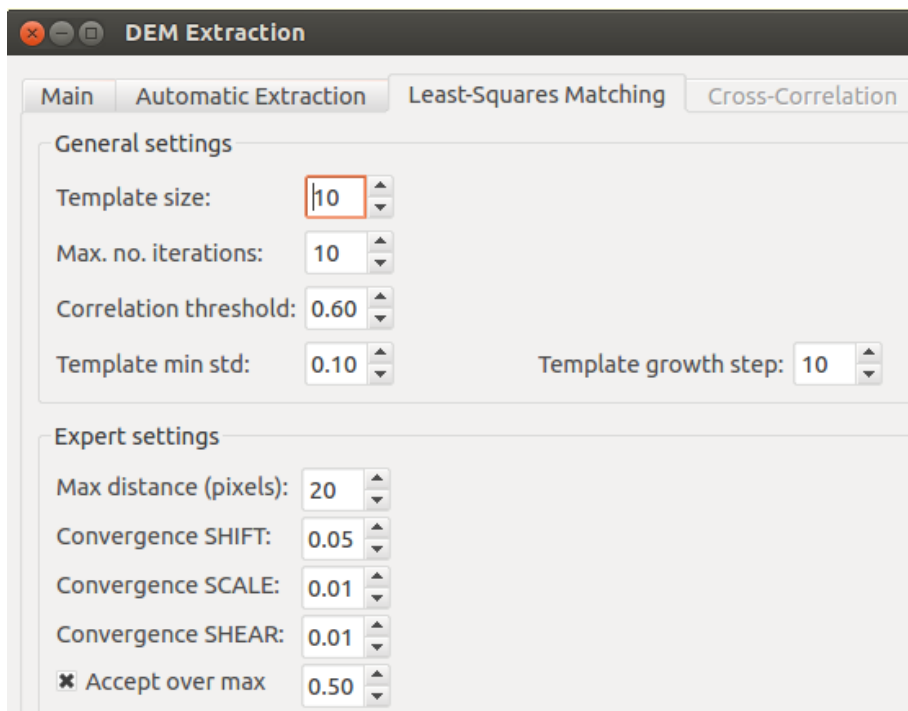 DEM Extraction
Main Automatic Extraction Least-Squares Matching Cross-Correlation
General settings
Template size: 10
Max. no. iterations: 10
Correlation threshold: 0.60
Template min std: 0.10 Template growth step: 10
Expert settings
Max distance (pixels): 20
Convergence SHIFT: 0.05
Convergence SCALE: 0.01
Convergence SHEAR: 0.01
Accept over max 0.50